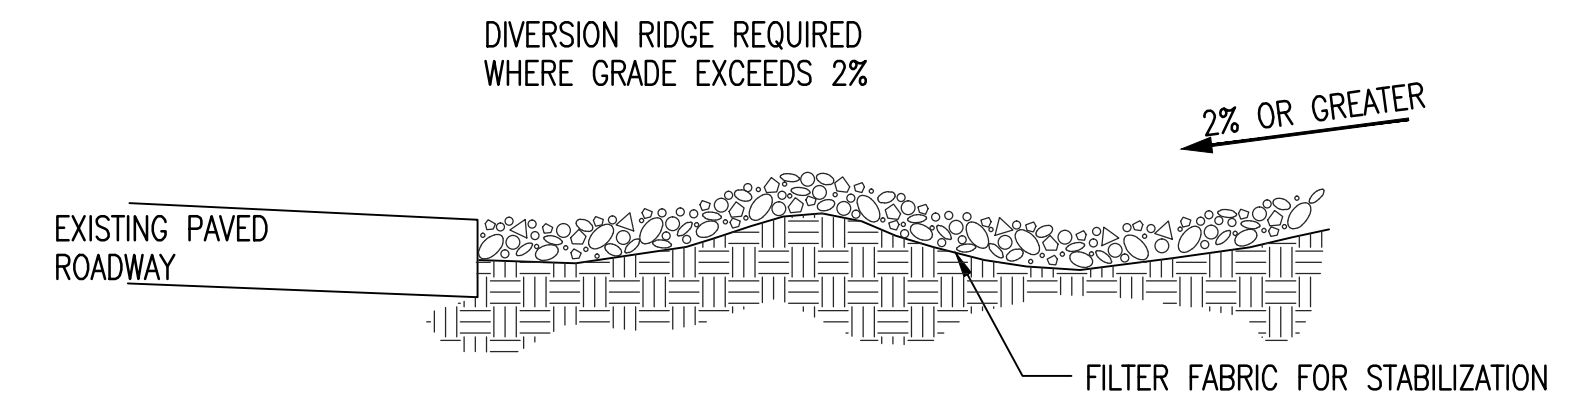 DIVERSION RIDGE REQUIRED
WHERE GRADE EXCEEDS 2%
2% OR GREATER
EXISTING PAVED
ROADWAY
FILTER FABRIC FOR STABILIZATION